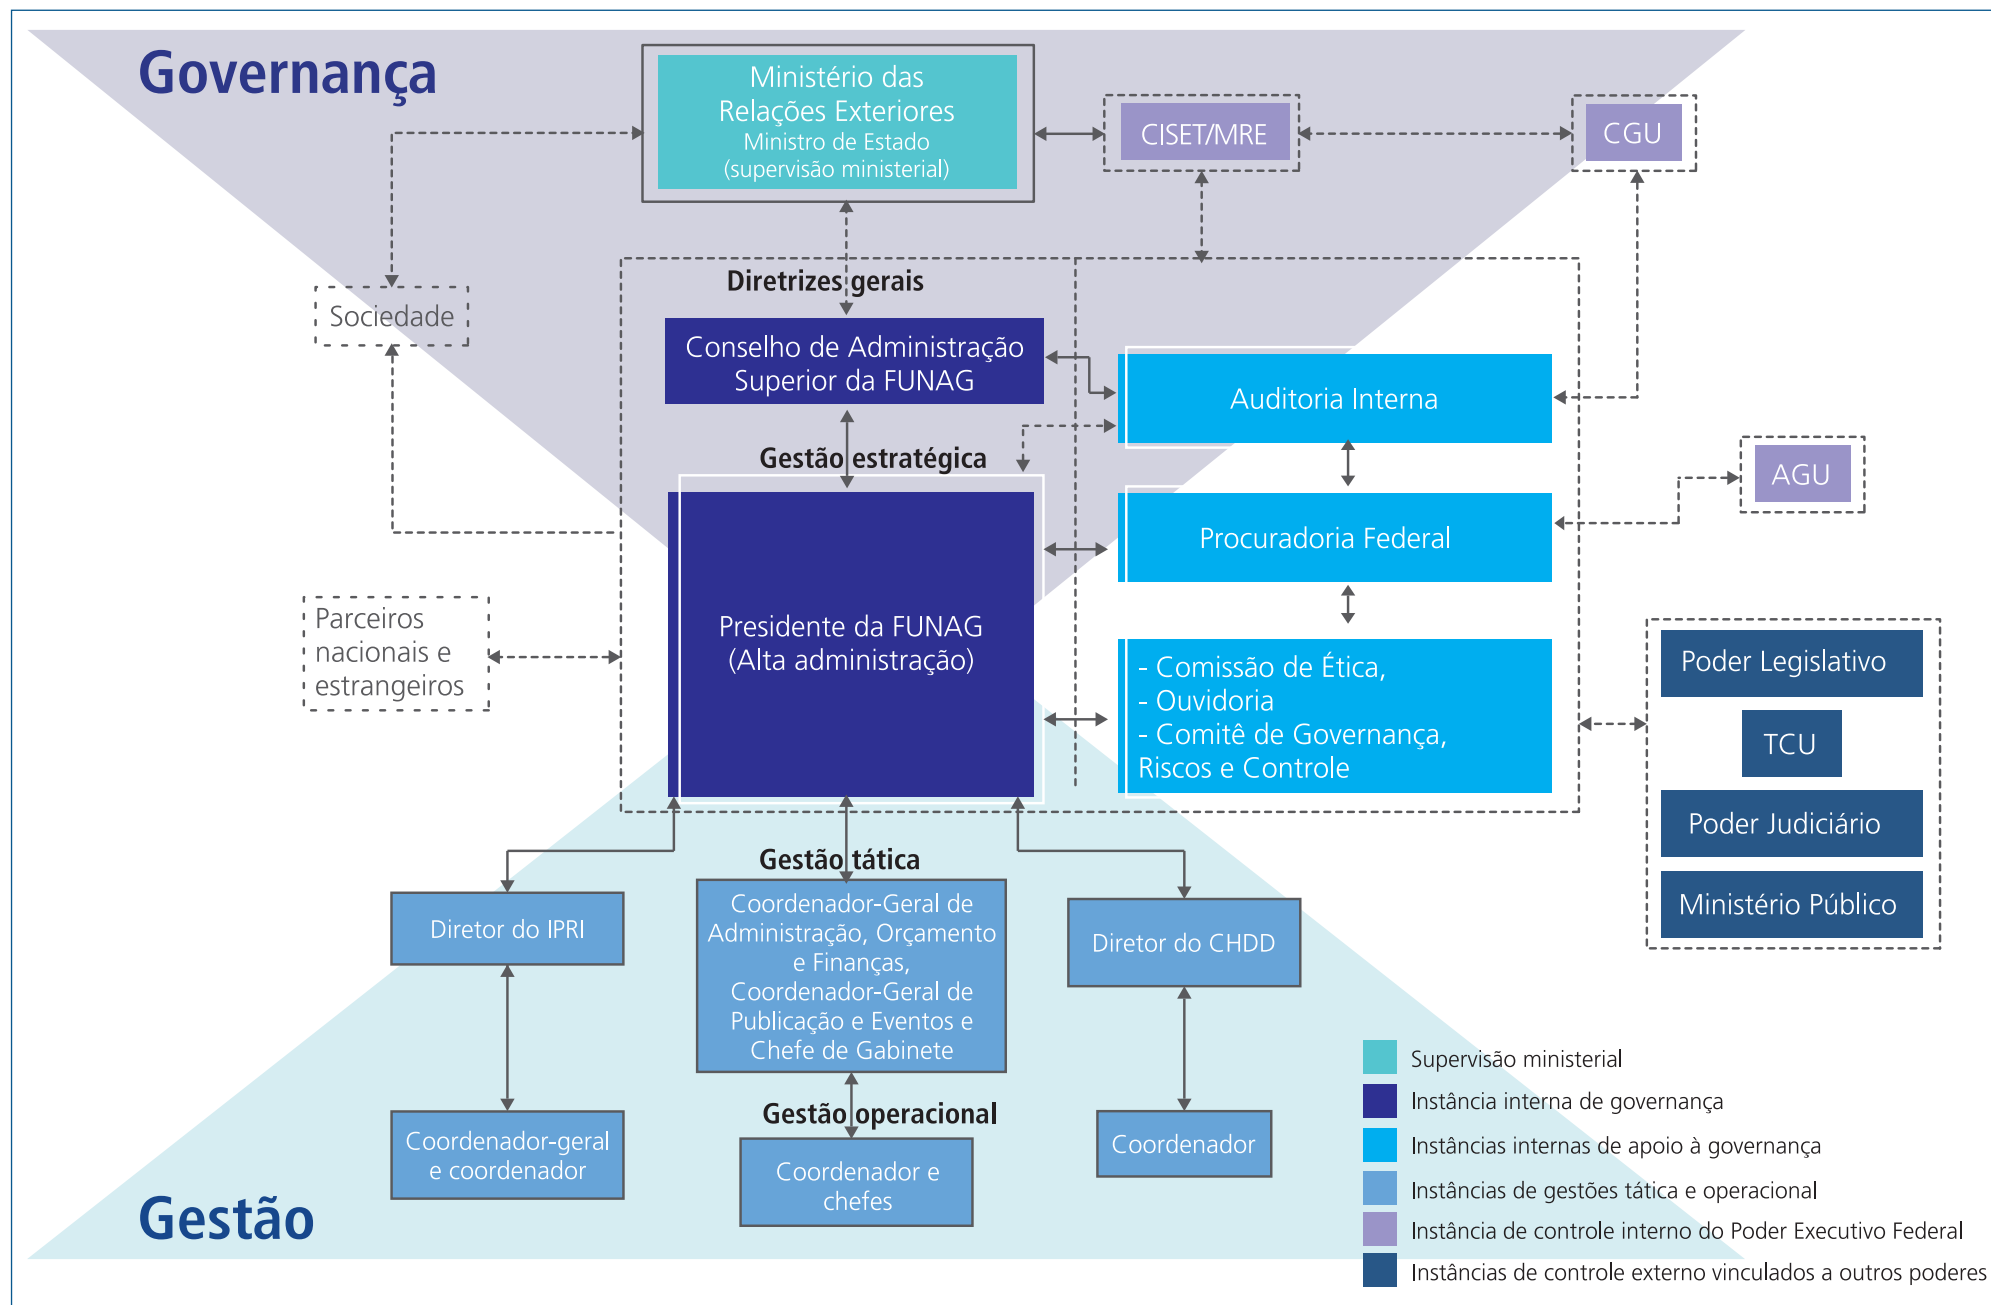 Governança
Ministério das
Relações Exteriores
Ministro de Estado
(supervisão ministerial)
CISET/MRE
CGU
Diretrizes gerais
Sociedade
Conselho de Administração
Superior da FUNAG
Auditoria Interna
Gestão estratégica
AGU
Procuradoria Federal
Parceiros
nacionais e
estrangeiros
Presidente da FUNAG
(Alta administração)
- Comissão de Ética,
- Ouvidoria
- Comitê de Governança,
Riscos e Controle
Poder Legislativo
TCU
Poder Judiciário
Ministério Público
Gestão tática
Diretor do IPRI
Coordenador-Geral de
Administração, Orçamento
e Finanças,
Coordenador-Geral de
Publicação e Eventos e
Chefe de Gabinete
Diretor do CHDD
Gestão operacional
Coordenador-geral
e coordenador
Coordenador e
chefes
Coordenador
Gestão
Supervisão ministerial
Instância interna de governança
Instâncias internas de apoio à governança
Instâncias de gestões tática e operacional
Instância de controle interno do Poder Executivo Federal
Instâncias de controle externo vinculados a outros poderes